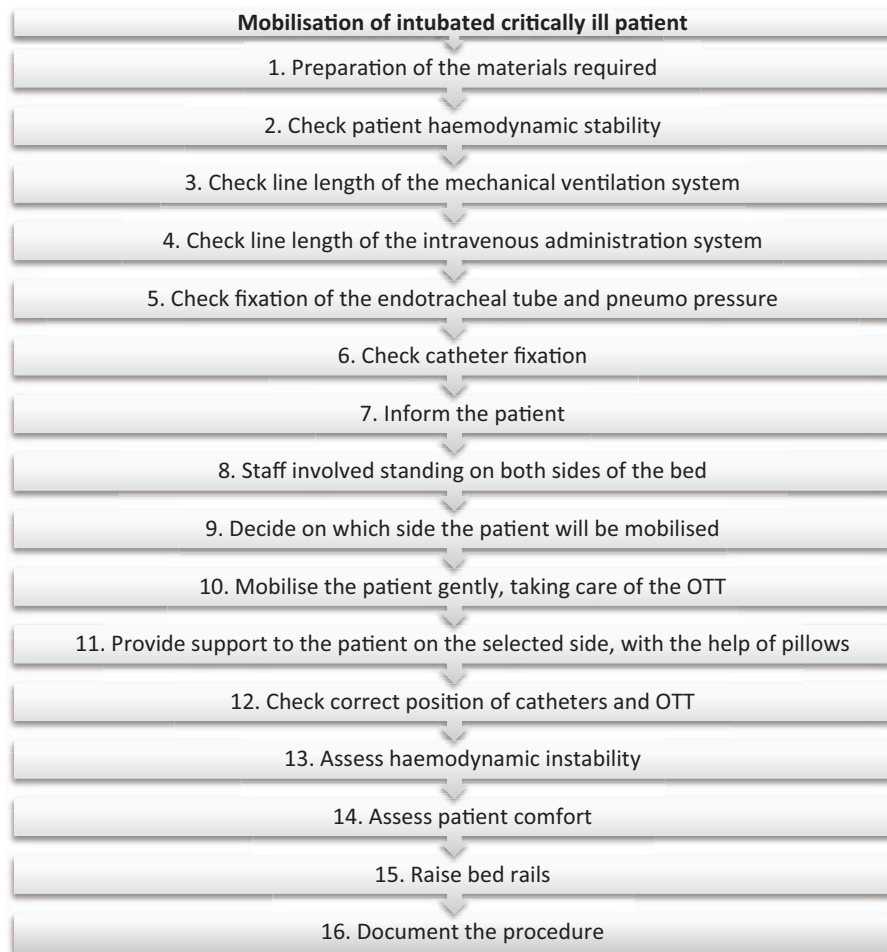 Mobilisation of intubated critically ill patient
1. Preparation of the materials required
2. Check patient haemodynamic stability
3. Check line length of the mechanical ventilation system
4. Check line length of the intravenous administration system
5. Check fixation of the endotracheal tube and pneumo pressure
6. Check catheter fixation
7. Inform the patient
8. Staff involved standing on both sides of the bed
9. Decide on which side the patient will be mobilised
10. Mobilise the patient gently, taking care of the OTT
11. Provide support to the patient on the selected side, with the help of pillows
12. Check correct position of catheters and OTT
13. Assess haemodynamic instability
14. Assess patient comfort
15. Raise bed rails
16. Document the procedure